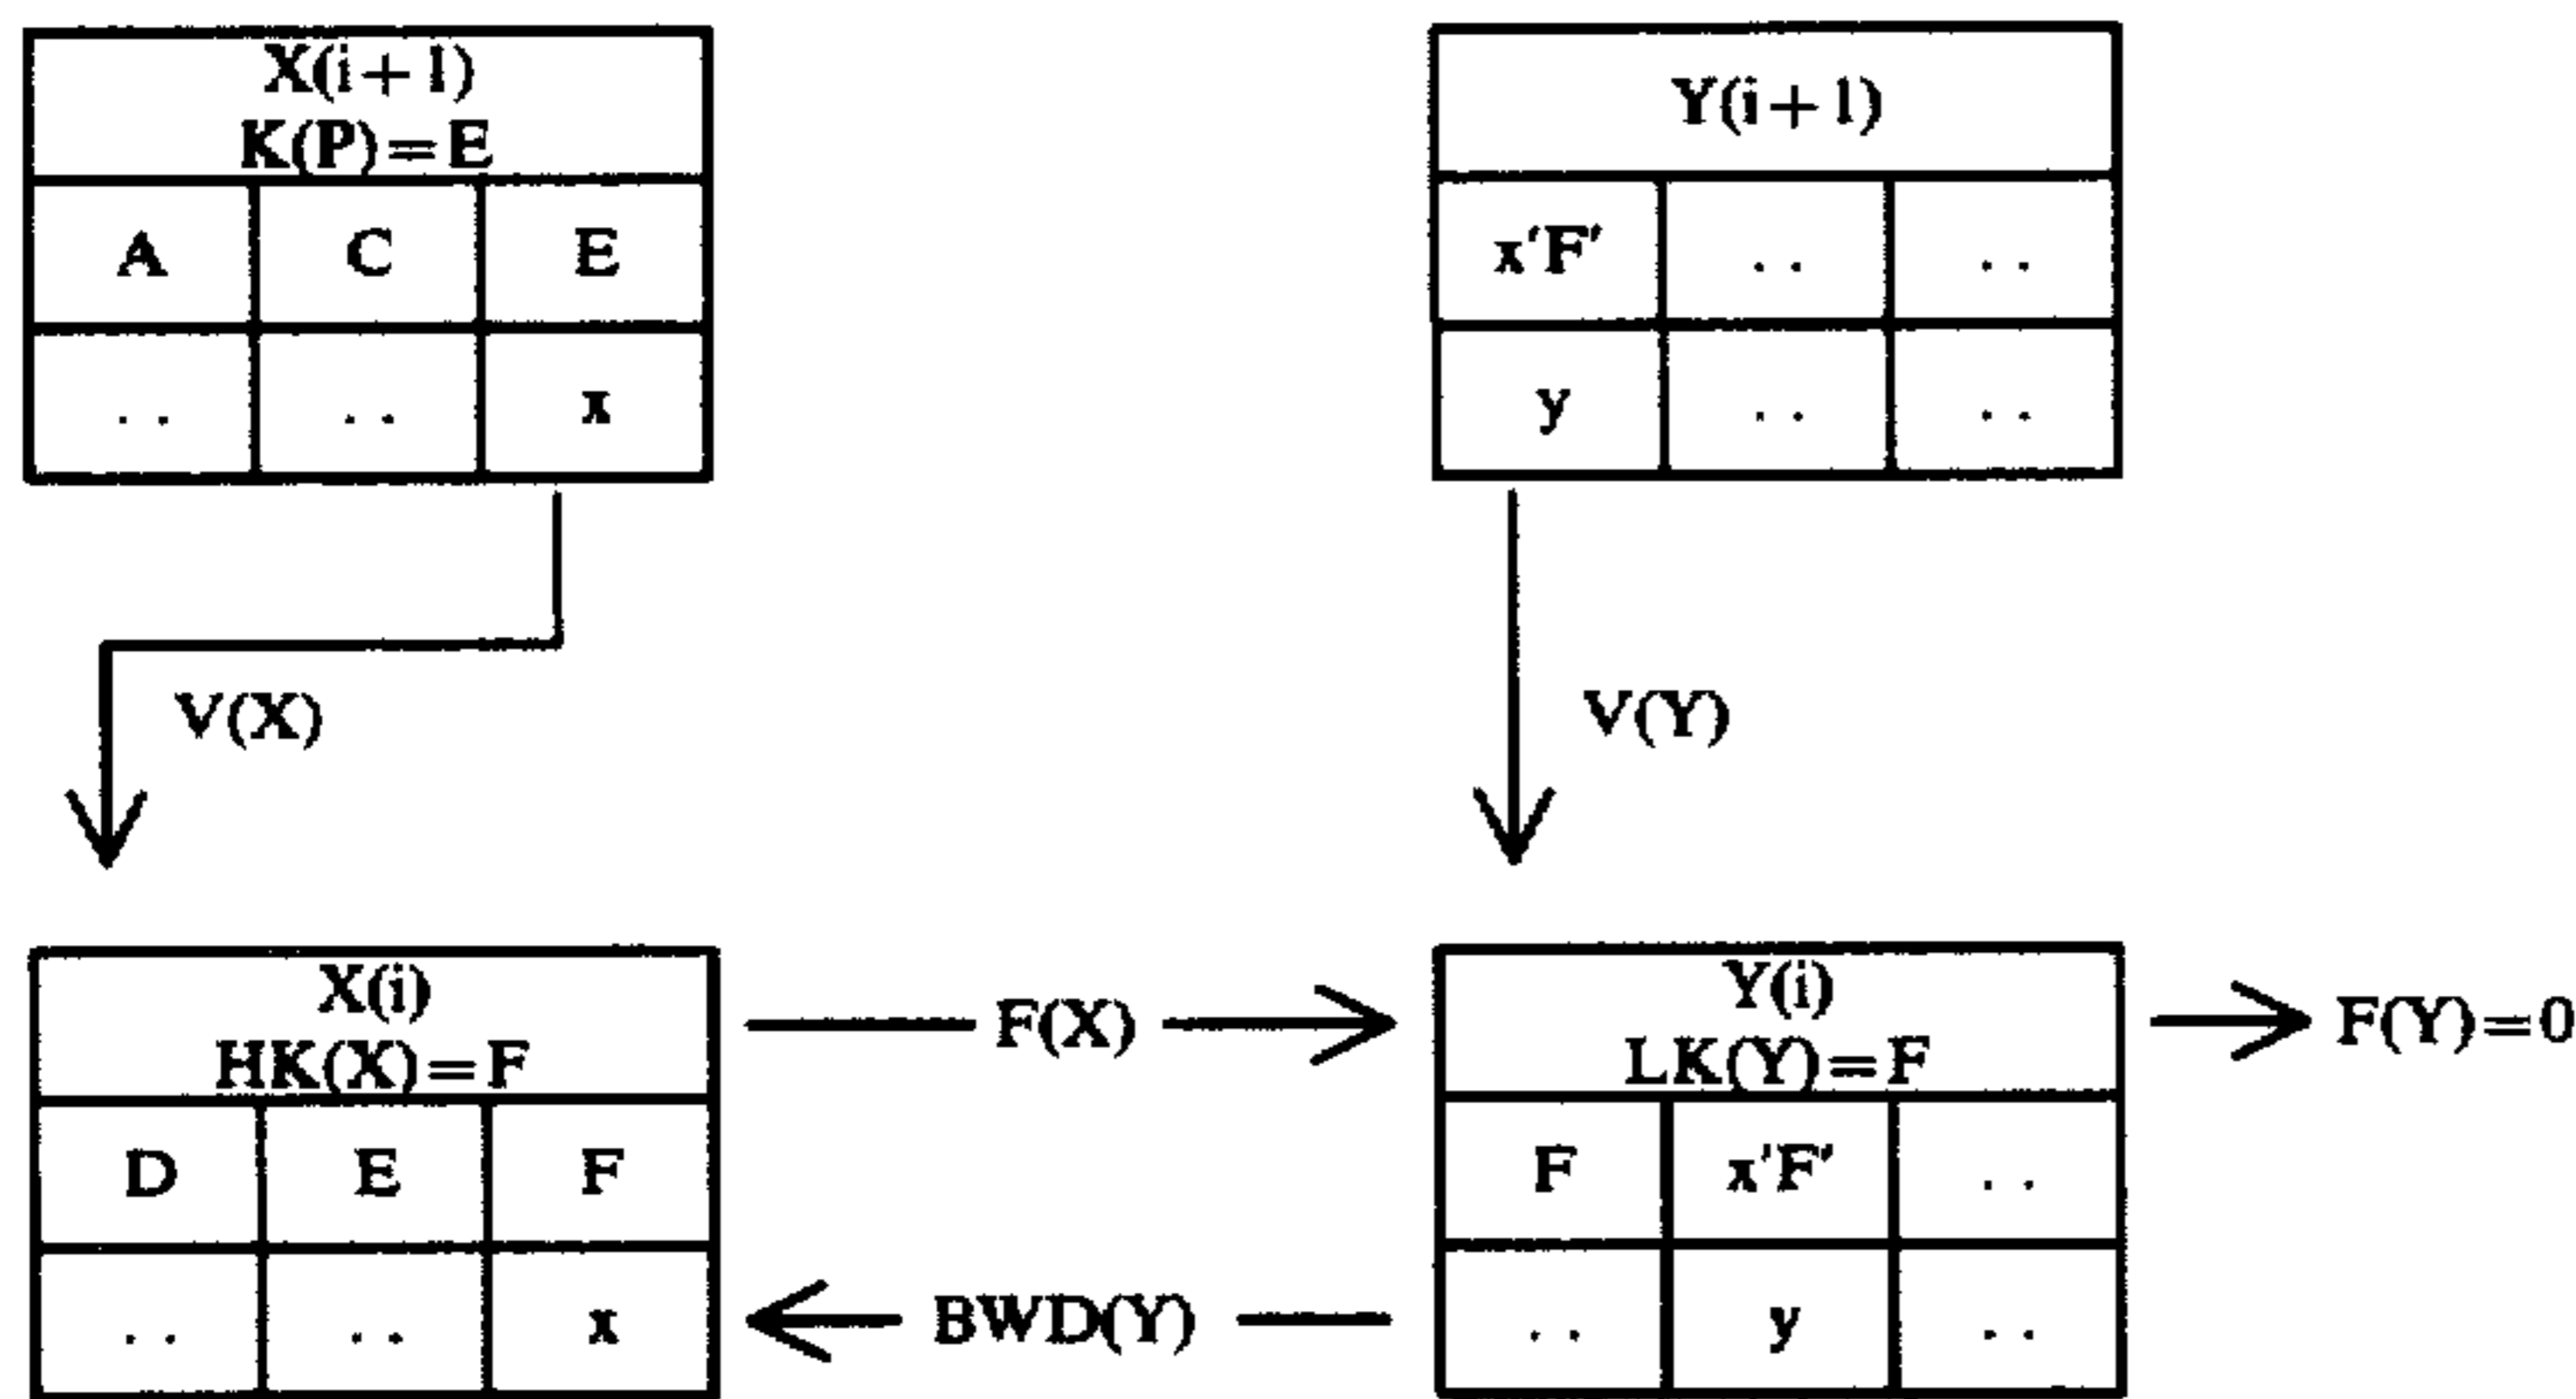 X(i+1)
K(P)=E
A C E
.. .. x
Y(i+1)
x'F' .. ..
y .. ..
V(X)
V(Y)
X(i)
HK(X)=F
D E F
.. .. x
F(X)
BWD(Y)
Y(i)
LK(Y)=F
F x'F' ..
.. y ..
F(Y)=0